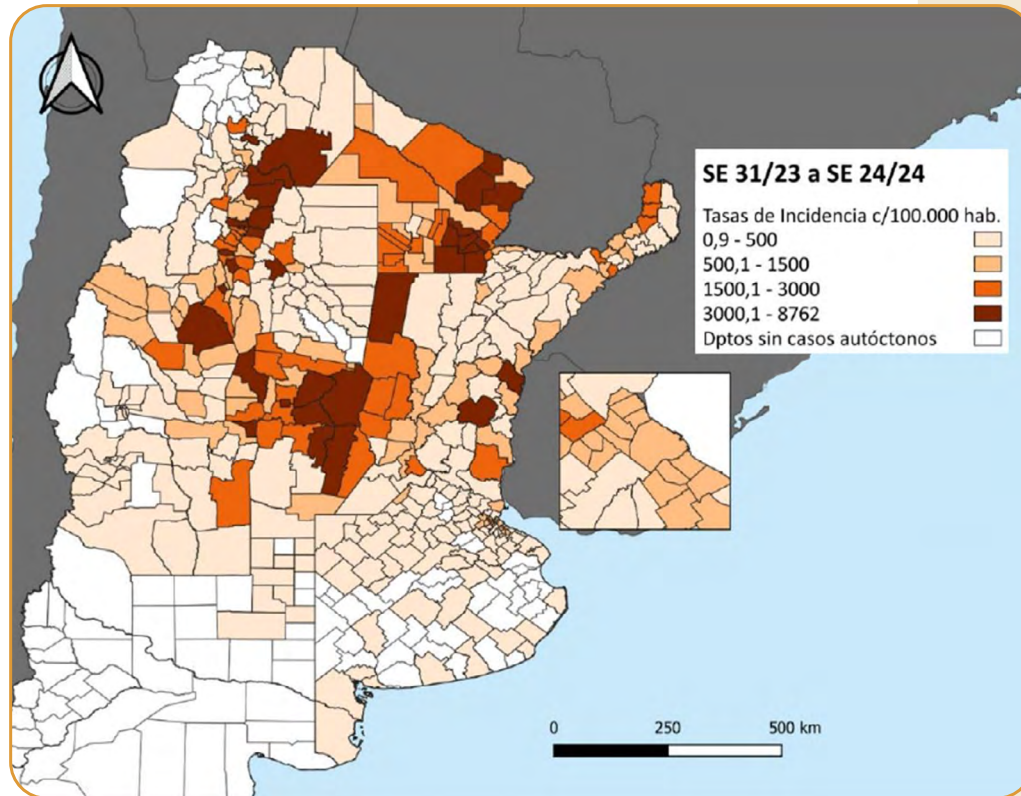 SE 31/23 a SE 24/24
Tasas de Incidencia c/100.000 hab.
0,9 - 500
500,1 - 1500
1500,1 - 3000
3000,1 - 8762
Dptos sin casos autóctonos
0 250 500 km